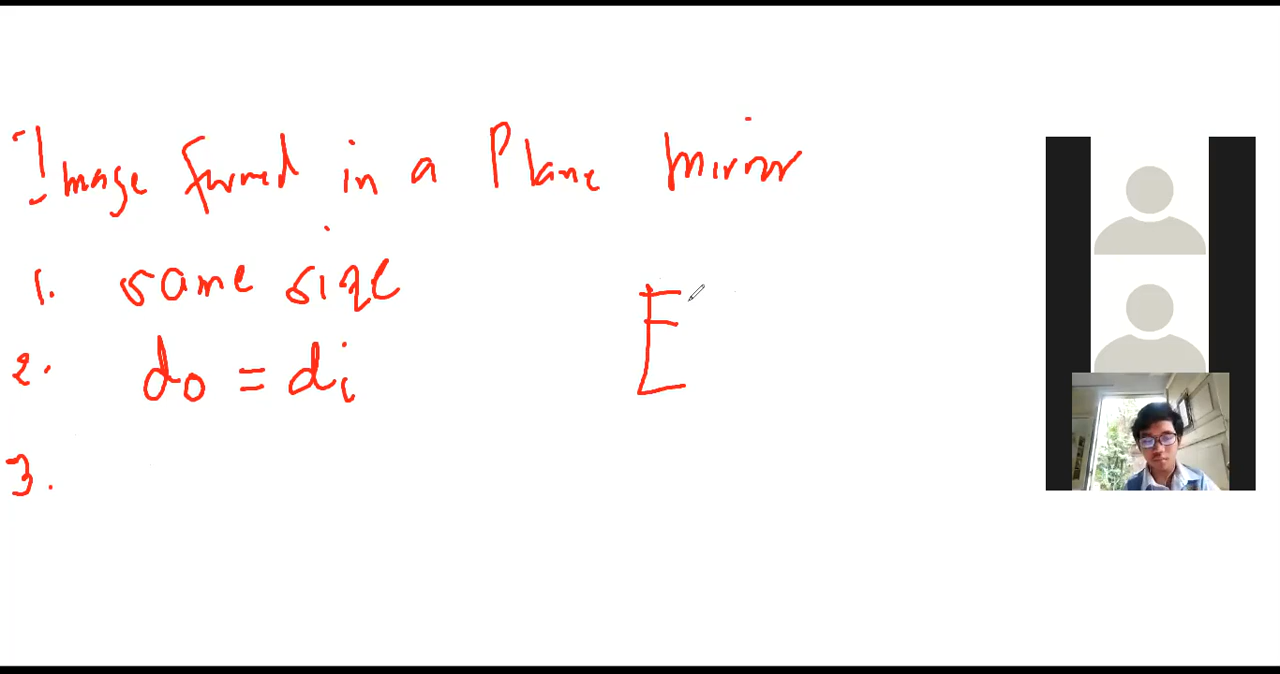 Image formed in a Plane mirror
1. same size
E
2. do = di
3.